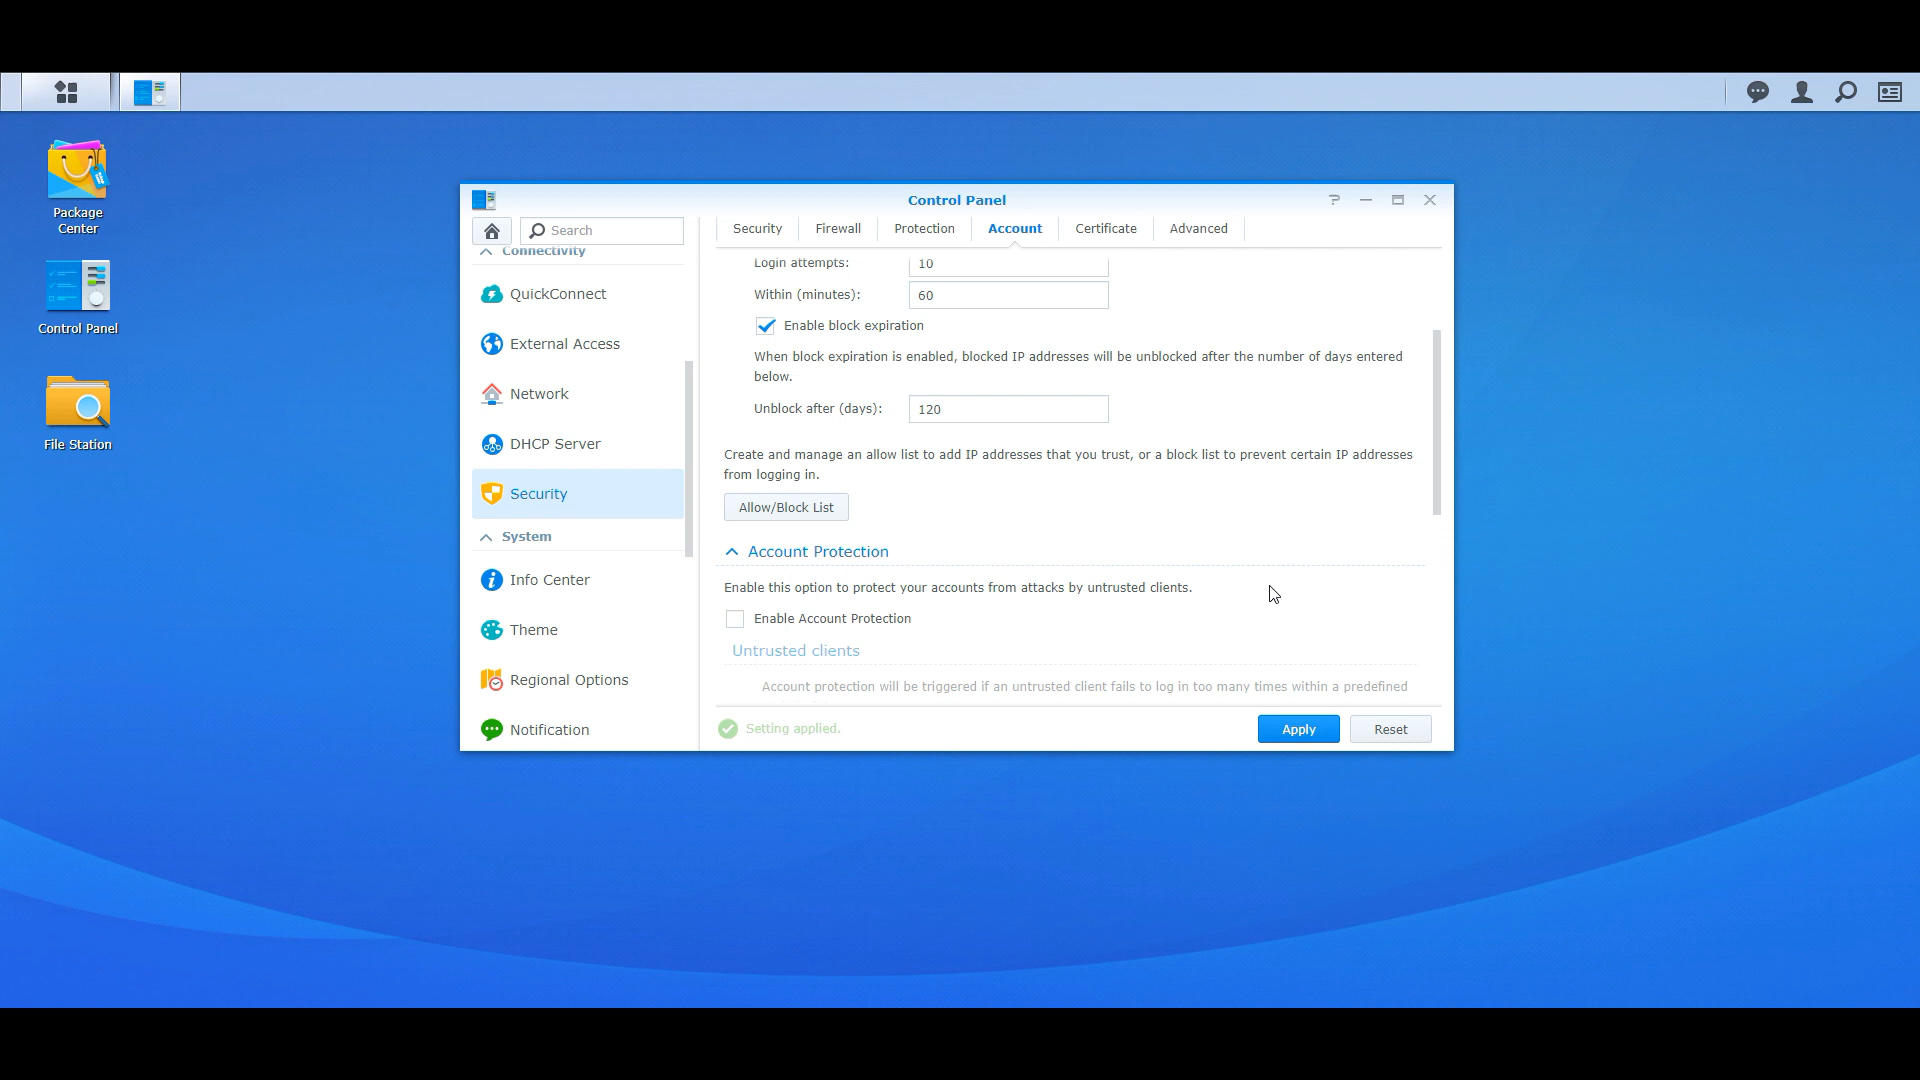 Package
Center
Control Panel
File Station
Control Panel
Search
Connectivity
QuickConnect
External Access
Network
DHCP Server
Security
System
Info Center
Theme
Regional Options
Notification
Security
Firewall
Protection
Account
Certificate
Advanced
Login attempts: 10
Within (minutes): 60
Enable block expiration
When block expiration is enabled, blocked IP addresses will be unblocked after the number of days entered
below.
Unblock after (days): 120
Create and manage an allow list to add IP addresses that you trust, or a block list to prevent certain IP addresses
from logging in.
Allow/Block List
Account Protection
Enable this option to protect your accounts from attacks by untrusted clients.
Enable Account Protection
Untrusted clients
Account protection will be triggered if an untrusted client fails to log in too many times within a predefined
Setting applied.
Apply
Reset